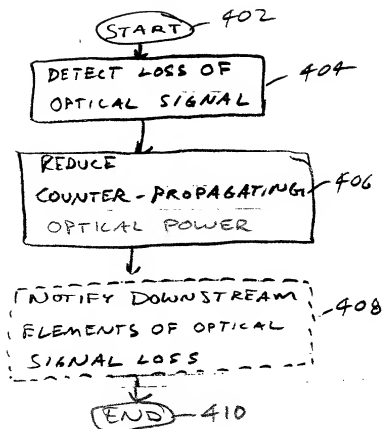 START 402
DETECT LOSS OF 404
OPTICAL SIGNAL
REDUCE
COUNTER-PROPAGATING 406
OPTICAL POWER
NOTIFY DOWNSTREAM
ELEMENTS OF OPTICAL 408
SIGNAL LOSS
END 410